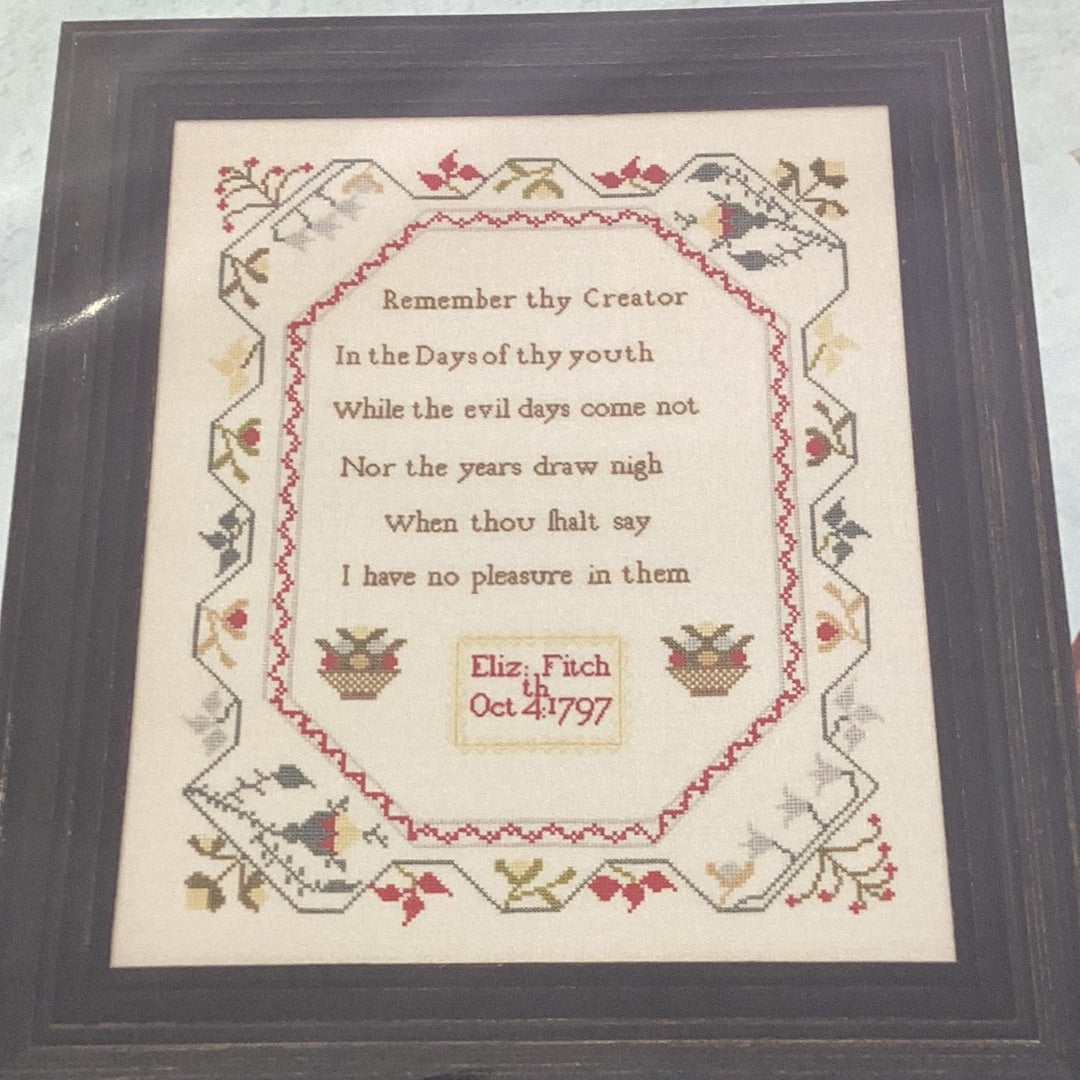 Remember thy Creator
In the Days of thy youth
While the evil days come not
Nor the years draw nigh
When thou ſhalt say
I have no pleasure in them
Eliz: Fitch
th
Oct 4:1797